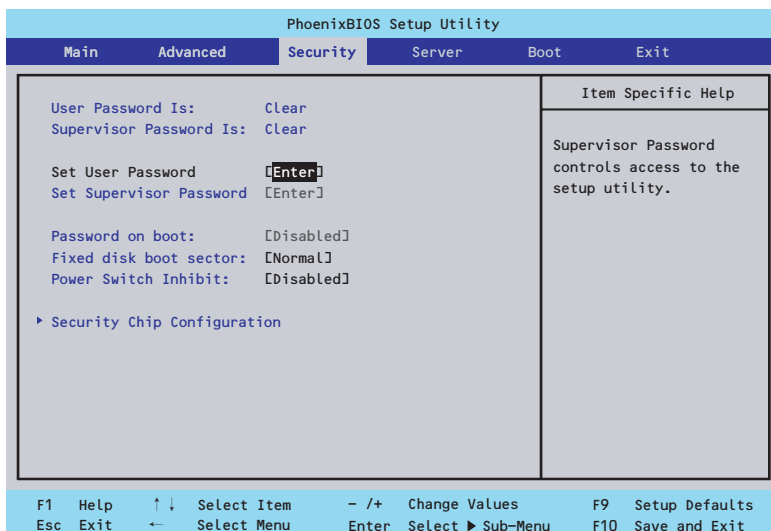 PhoenixBIOS Setup Utility
Main Advanced Security Server Boot Exit
User Password Is: Clear
Supervisor Password Is: Clear
Set User Password [Enter]
Set Supervisor Password [Enter]
Password on boot: [Disabled]
Fixed disk boot sector: [Normal]
Power Switch Inhibit: [Disabled]
▸ Security Chip Configuration
Item Specific Help
Supervisor Password
controls access to the
setup utility.
F1 Help ↑↓ Select Item − /+ Change Values F9 Setup Defaults
Esc Exit ← Select Menu Enter Select ▶ Sub−Menu F10 Save and Exit